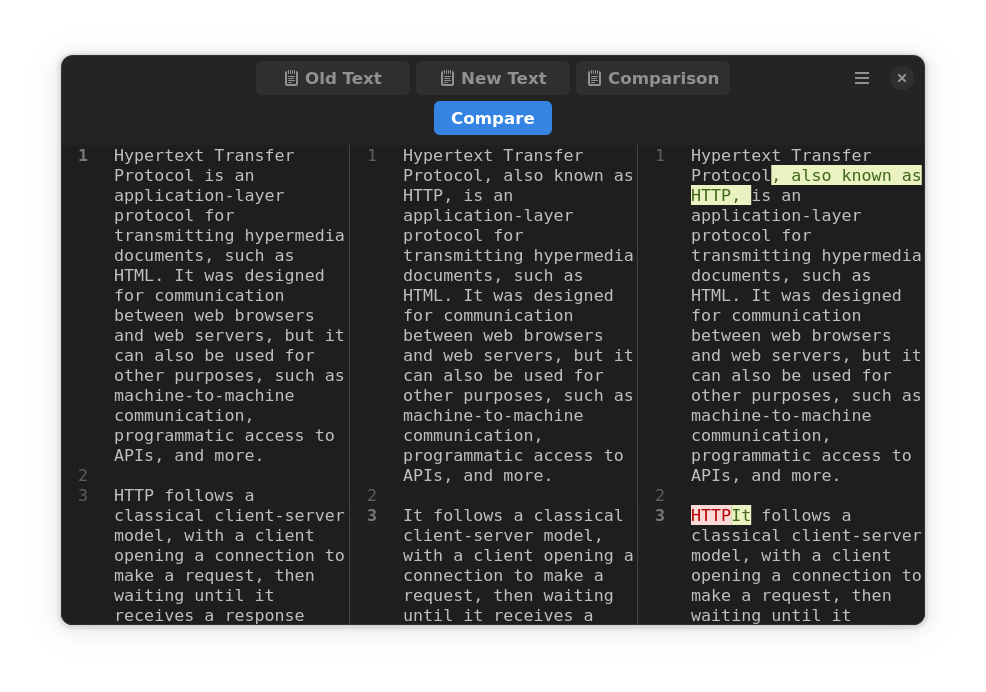 Old Text
New Text
Comparison
Compare
1 Hypertext Transfer
Protocol is an
application-layer
protocol for
transmitting hypermedia
documents, such as
HTML. It was designed
for communication
between web browsers
and web servers, but it
can also be used for
other purposes, such as
machine-to-machine
communication,
programmatic access to
APIs, and more.
2
3 HTTP follows a
classical client-server
model, with a client
opening a connection to
make a request, then
waiting until it
receives a response
1 Hypertext Transfer
Protocol, also known as
HTTP, is an
application-layer
protocol for
transmitting hypermedia
documents, such as
HTML. It was designed
for communication
between web browsers
and web servers, but it
can also be used for
other purposes, such as
machine-to-machine
communication,
programmatic access to
APIs, and more.
2
3 It follows a classical
client-server model,
with a client opening a
connection to make a
request, then waiting
until it receives a
1 Hypertext Transfer
Protocol, also known as
HTTP, is an
application-layer
protocol for
transmitting hypermedia
documents, such as
HTML. It was designed
for communication
between web browsers
and web servers, but it
can also be used for
other purposes, such as
machine-to-machine
communication,
programmatic access to
APIs, and more.
2
3 HTTPIt follows a
classical client-server
model, with a client
opening a connection to
make a request, then
waiting until it